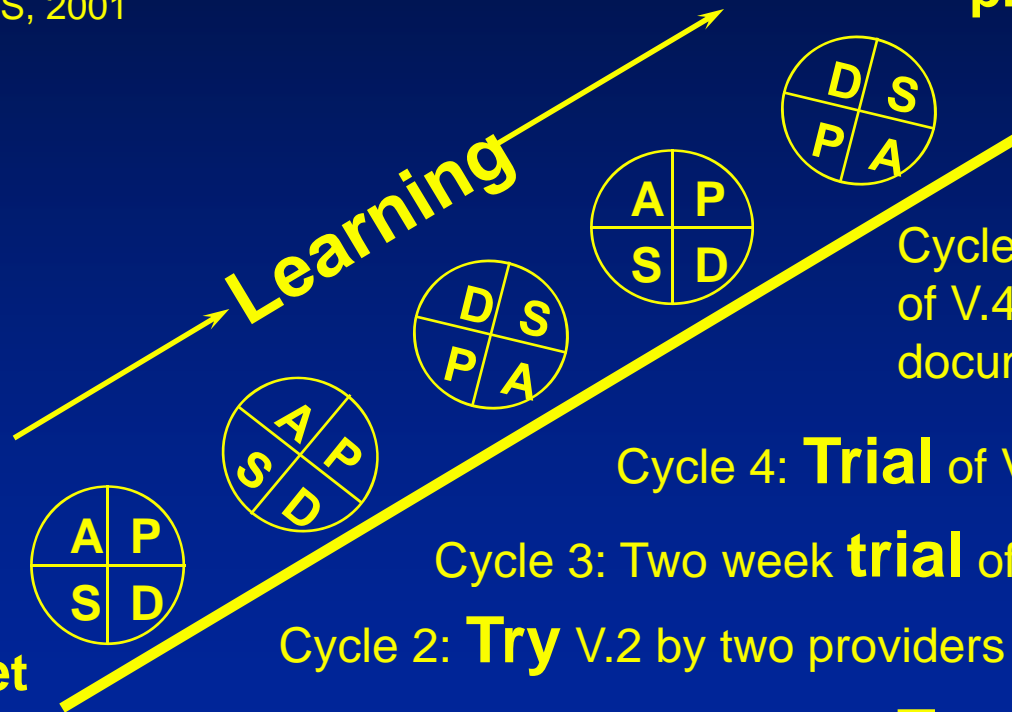 S, 2001
Learning
D S
P A
A P
S D
D S
P A
A P
S D
A P
S D
Cycle
of V.4
Cycle 4: Trial of
Cycle 3: Two week trial of
Cycle 2: Try V.2 by two providers
et